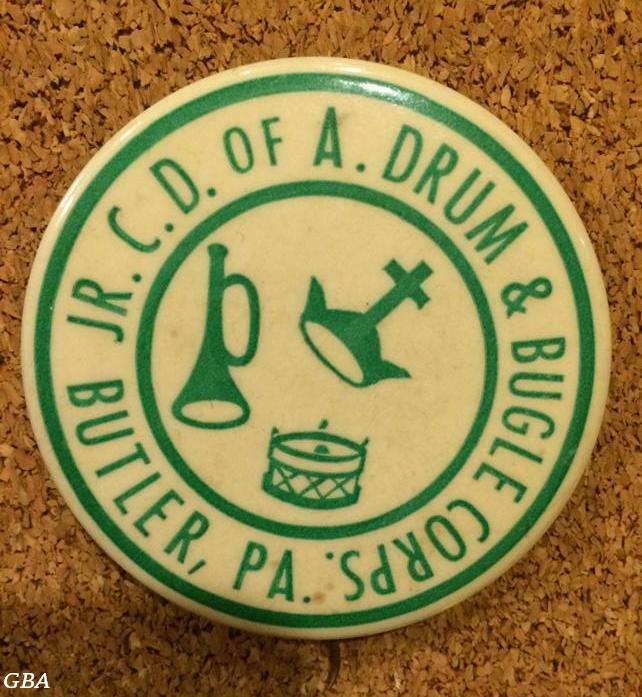 JR. C. D. OF A. DRUM & BUGLE CORPS.
BUTLER, PA.
GBA